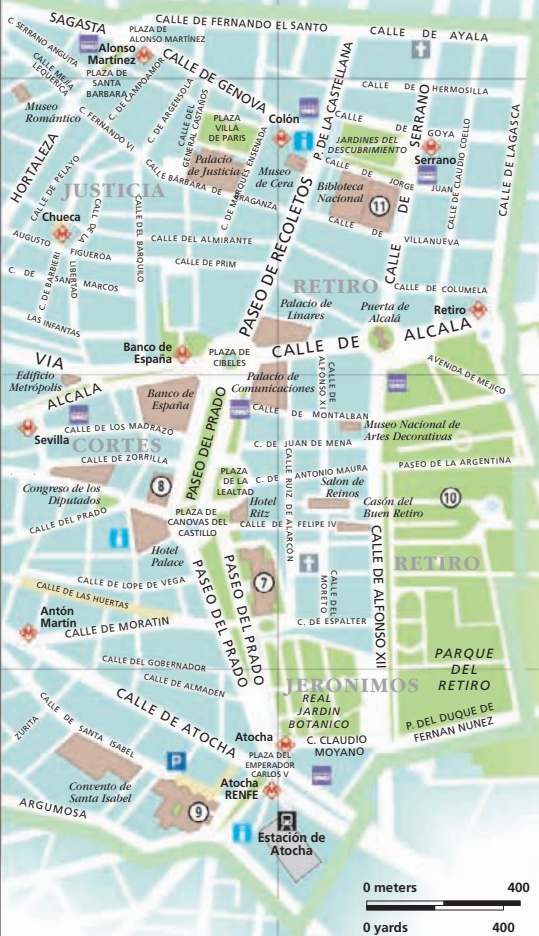 SAGASTA
CALLE DE FERNANDO EL SANTO
CALLE DE AYALA
C. SERRANO ANGUITA
PLAZA DE
ALONSO MARTÍNEZ
Alonso
Martínez
CALLE MEJIA
LEQUERICA
PLAZA DE
SANTA
BARBARA
C. DE CAMPOAMOR
CALLE DE GENOVA
P. DE LA CASTELLANA
CALLE DE HERMOSILLA
Museo
Romántico
C. DE ARGENSOLA
CALLE DEL
GENERAL CASTAÑOS
PLAZA
VILLA
DE PARIS
Colón
CALLE DE GOYA
SERRANO
JARDINES DEL
DESCUBRIMIENTO
Serrano
C. FERNANDO VI
HORTALEZA
CALLE DE PELAYO
Palacio
de Justicia
C. DE MARQUES ENSENADA
Museo
de Cera
CALLE DE JORGE JUAN
CALLE DE CLAUDIO COELLO
CALLE DE LAGASCA
JUSTICIA
CALLE BÁRBARA DE BRAGANZA
Biblioteca
Nacional
11
Chueca
CALLE DE LA
LIBERTAD
CALLE DEL BARQUILO
CALLE DEL ALMIRANTE
CALLE DE VILLANUEVA
AUGUSTO FIGUEROA
C. DE BARBIERI
CALLE DE PRIM
PASEO DE RECOLETOS
CALLE DE
C. DE SAN MARCOS
RETIRO
CALLE DE COLUMELA
LAS INFANTAS
Palacio de
Linares
Puerta de
Alcalá
Retiro
Banco de
España
PLAZA DE
CIBELES
CALLE DE ALCALA
VIA
Edificio
Metrópolis
ALCALA
Banco de
España
Palacio de
Comunicaciones
CALLE DE
ALFONSO XI
AVENIDA DE MEJICO
PASEO DEL PRADO
CALLE DE MONTALBAN
Sevilla
CALLE DE LOS MADRAZO
Museo Nacional de
Artes Decorativas
CORTES
C. DE JUAN DE MENA
CALLE DE ZORRILLA
C. DE ANTONIO MAURA
PASEO DE LA ARGENTINA
Congreso de los
Diputados
8
PLAZA
DE LA
LEALTAD
Salon de
Reinos
10
Hotel
Ritz
CALLE RUIZ DE ALARCÓN
Casón del
Buen Retiro
CALLE DEL PRADO
PLAZA DE
CANOVAS DEL
CASTILLO
CALLE DE FELIPE IV
Hotel
Palace
RETIRO
CALLE DE ALFONSO XII
CALLE DE LOPE DE VEGA
7
CALLE DE LAS HUERTAS
PASEO DEL PRADO
PASEO DEL PRADO
CALLE DEL
MORETO
Antón
Martín
CALLE DE MORATIN
C. DE ESPALTER
CALLE DEL GOBERNADOR
PARQUE
DEL
RETIRO
CALLE DE ALMADEN
JERONIMOS
REAL
JARDIN
BOTANICO
CALLE DE ATOCHA
P. DEL DUQUE DE
FERNAN NUNEZ
ZURITA
CALLE DE SANTA ISABEL
Atocha
C. CLAUDIO
MOYANO
PLAZA DEL
EMPERADOR
CARLOS V
P
Convento de
Santa Isabel
Atocha
RENFE
ARGUMOSA
9
Estación de
Atocha
0 meters 400
0 yards 400